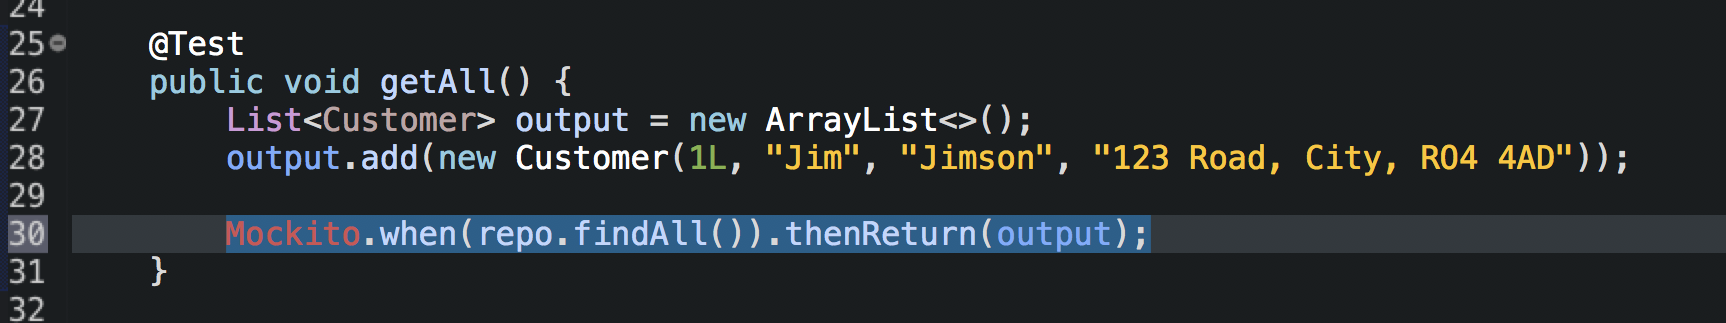 24
25 @Test
26 public void getAll() {
27 List<Customer> output = new ArrayList<>();
28 output.add(new Customer(1L, "Jim", "Jimson", "123 Road, City, RO4 4AD"));
29
30 Mockito.when(repo.findAll()).thenReturn(output);
31 }
32